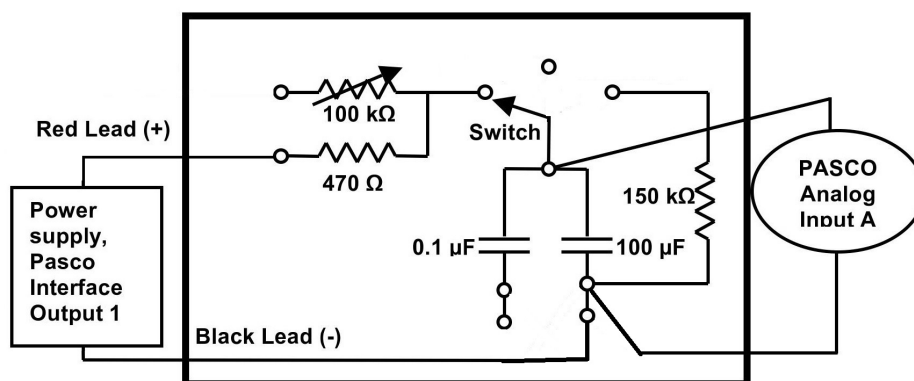 Red Lead (+)
100 kΩ
Switch
470 Ω
150 kΩ
PASCO
Analog
Input A
Power
supply,
Pasco
Interface
Output 1
0.1 µF
100 µF
Black Lead (-)